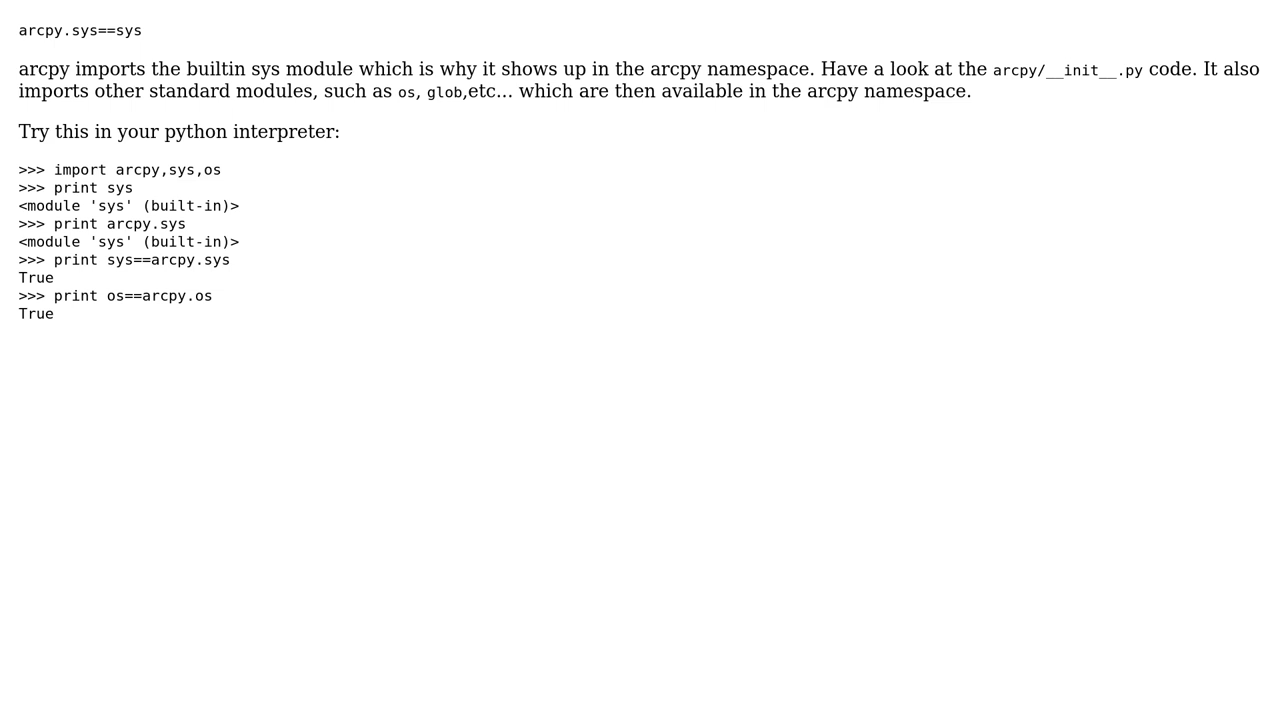 arcpy.sys==sys
arcpy imports the builtin sys module which is why it shows up in the arcpy namespace. Have a look at the arcpy/__init__.py code. It also
imports other standard modules, such as os, glob,etc... which are then available in the arcpy namespace.
Try this in your python interpreter:
>>> import arcpy,sys,os
>>> print sys
<module 'sys' (built-in)>
>>> print arcpy.sys
<module 'sys' (built-in)>
>>> print sys==arcpy.sys
True
>>> print os==arcpy.os
True